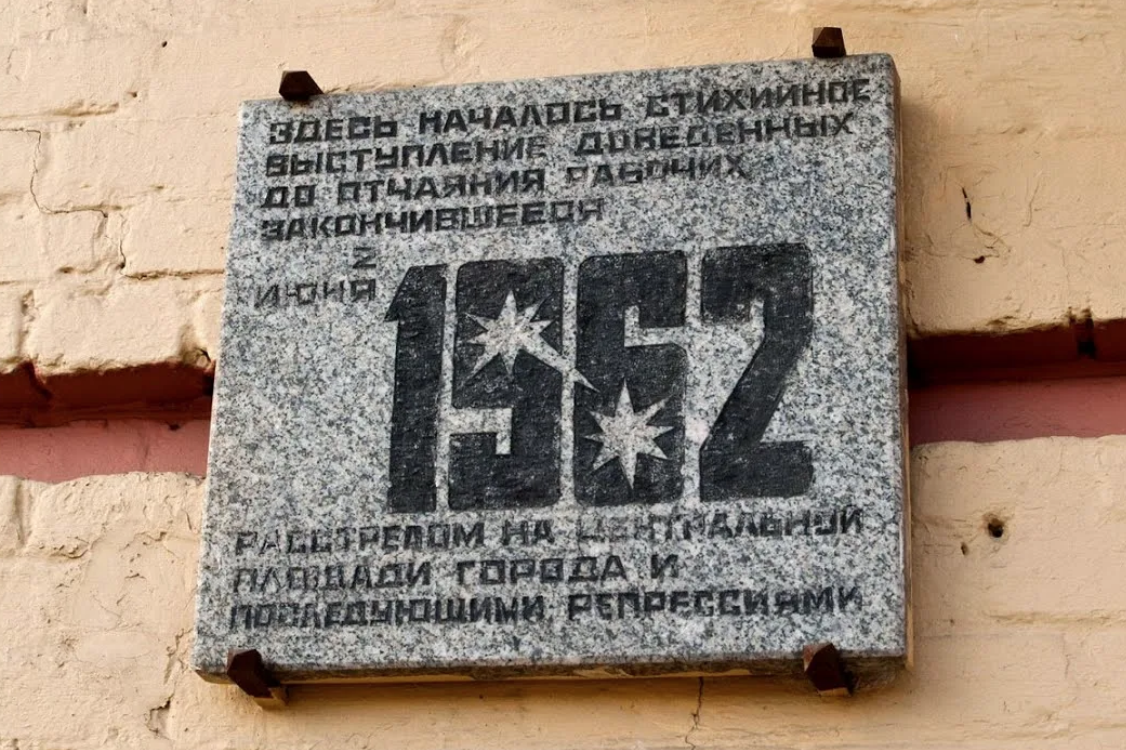 ЗДЕСЬ НАЧАЛОСЬ СТИХИЙНОЕ
ВЫСТУПЛЕНИЕ ДОВЕДЕННЫХ
ДО ОТЧАЯНИЯ РАБОЧИХ
ЗАКОНЧИВШЕЕСЯ
2
ИЮНЯ 1962
РАССТРЕЛОМ НА ЦЕНТРАЛЬНОЙ
ПЛОЩАДИ ГОРОДА И
ПОСЛЕДУЮЩИМИ РЕПРЕССИЯМИ